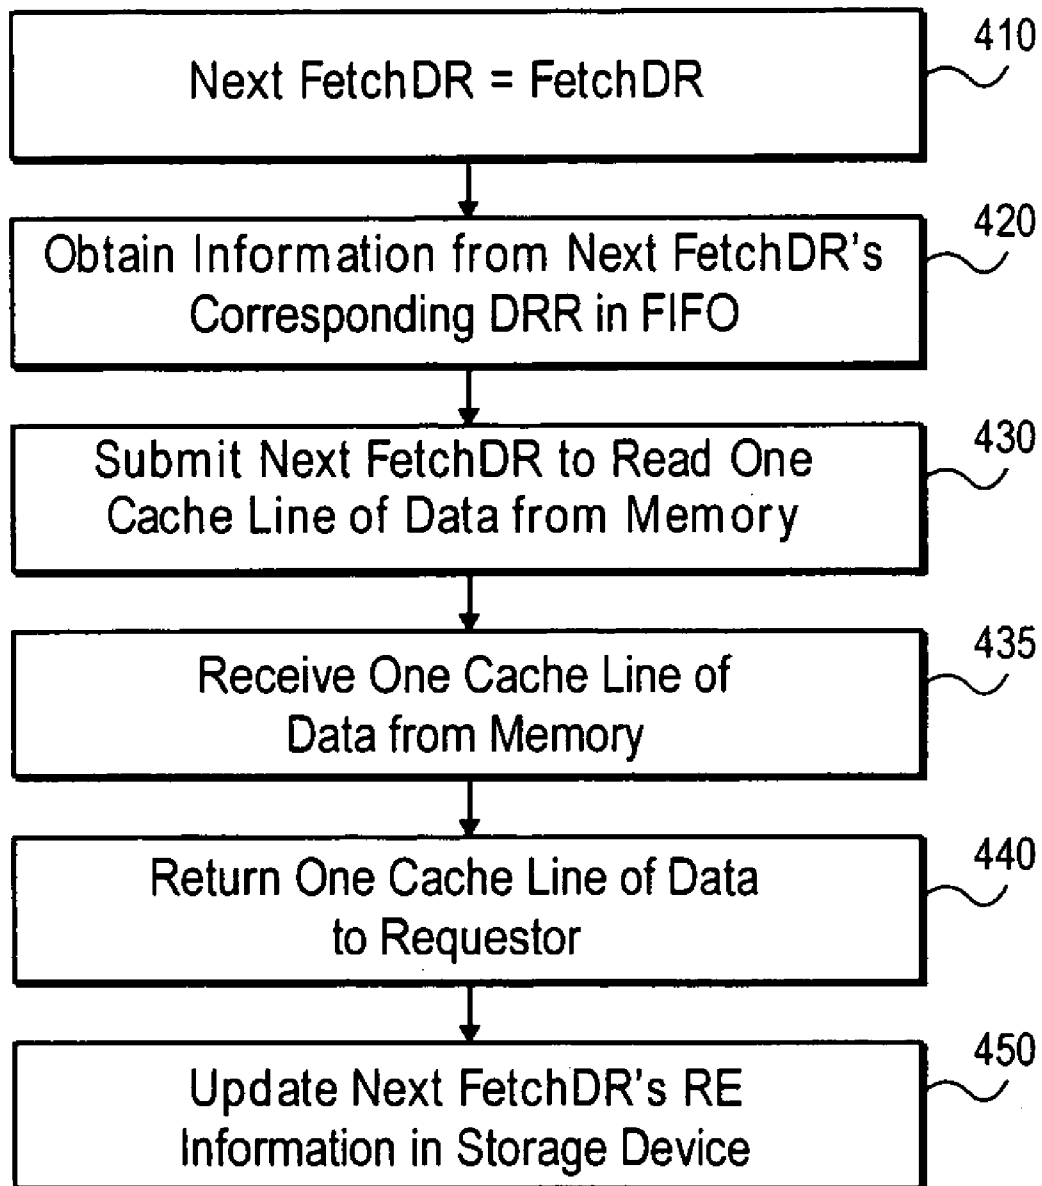 410
Next FetchDR = FetchDR
420
Obtain Information from Next FetchDR's
Corresponding DRR in FIFO
430
Submit Next FetchDR to Read One
Cache Line of Data from Memory
435
Receive One Cache Line of
Data from Memory
440
Return One Cache Line of Data
to Requestor
450
Update Next FetchDR's RE
Information in Storage Device